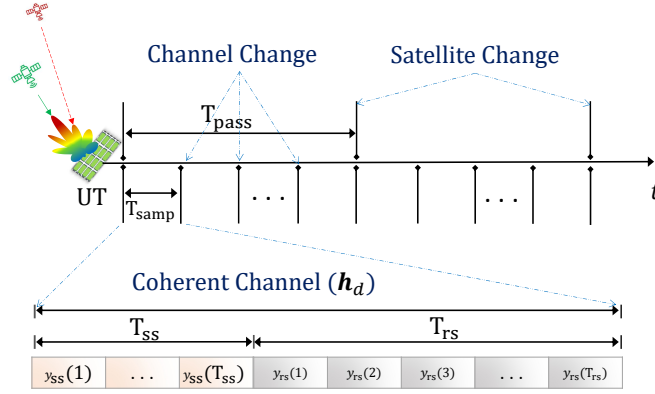 Channel Change
Satellite Change
T_pass
UT
T_samp
. . .
. . .
t
Coherent Channel (h_d)
T_ss
T_rs
y_ss(1)
. . .
y_ss(T_ss)
y_rs(1)
y_rs(2)
y_rs(3)
. . .
y_rs(T_rs)